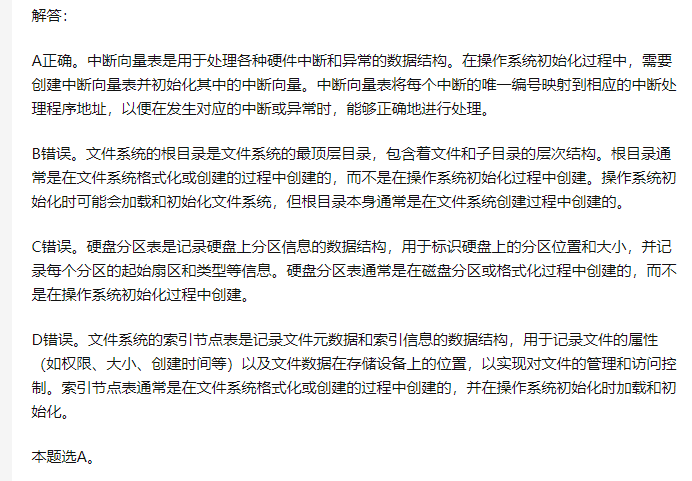 解答：
A正确。中断向量表是用于处理各种硬件中断和异常的数据结构。在操作系统初始化过程中，需要
创建中断向量表并初始化其中的中断向量。中断向量表将每个中断的唯一编号映射到相应的中断处
理程序地址，以便在发生对应的中断或异常时，能够正确地进行处理。
B错误。文件系统的根目录是文件系统的最顶层目录，包含着文件和子目录的层次结构。根目录通
常是在文件系统格式化或创建的过程中创建的，而不是在操作系统初始化过程中创建。操作系统初
始化时可能会加载和初始化文件系统，但根目录本身通常是在文件系统创建过程中创建的。
C错误。硬盘分区表是记录硬盘上分区信息的数据结构，用于标识硬盘上的分区位置和大小，并记
录每个分区的起始扇区和类型等信息。硬盘分区表通常是在磁盘分区或格式化过程中创建的，而不
是在操作系统初始化过程中创建。
D错误。文件系统的索引节点表是记录文件元数据和索引信息的数据结构，用于记录文件的属性
（如权限、大小、创建时间等）以及文件数据在存储设备上的位置，以实现对文件的管理和访问控
制。索引节点表通常是在文件系统格式化或创建的过程中创建的，并在操作系统初始化时加载和初
始化。
本题选A。